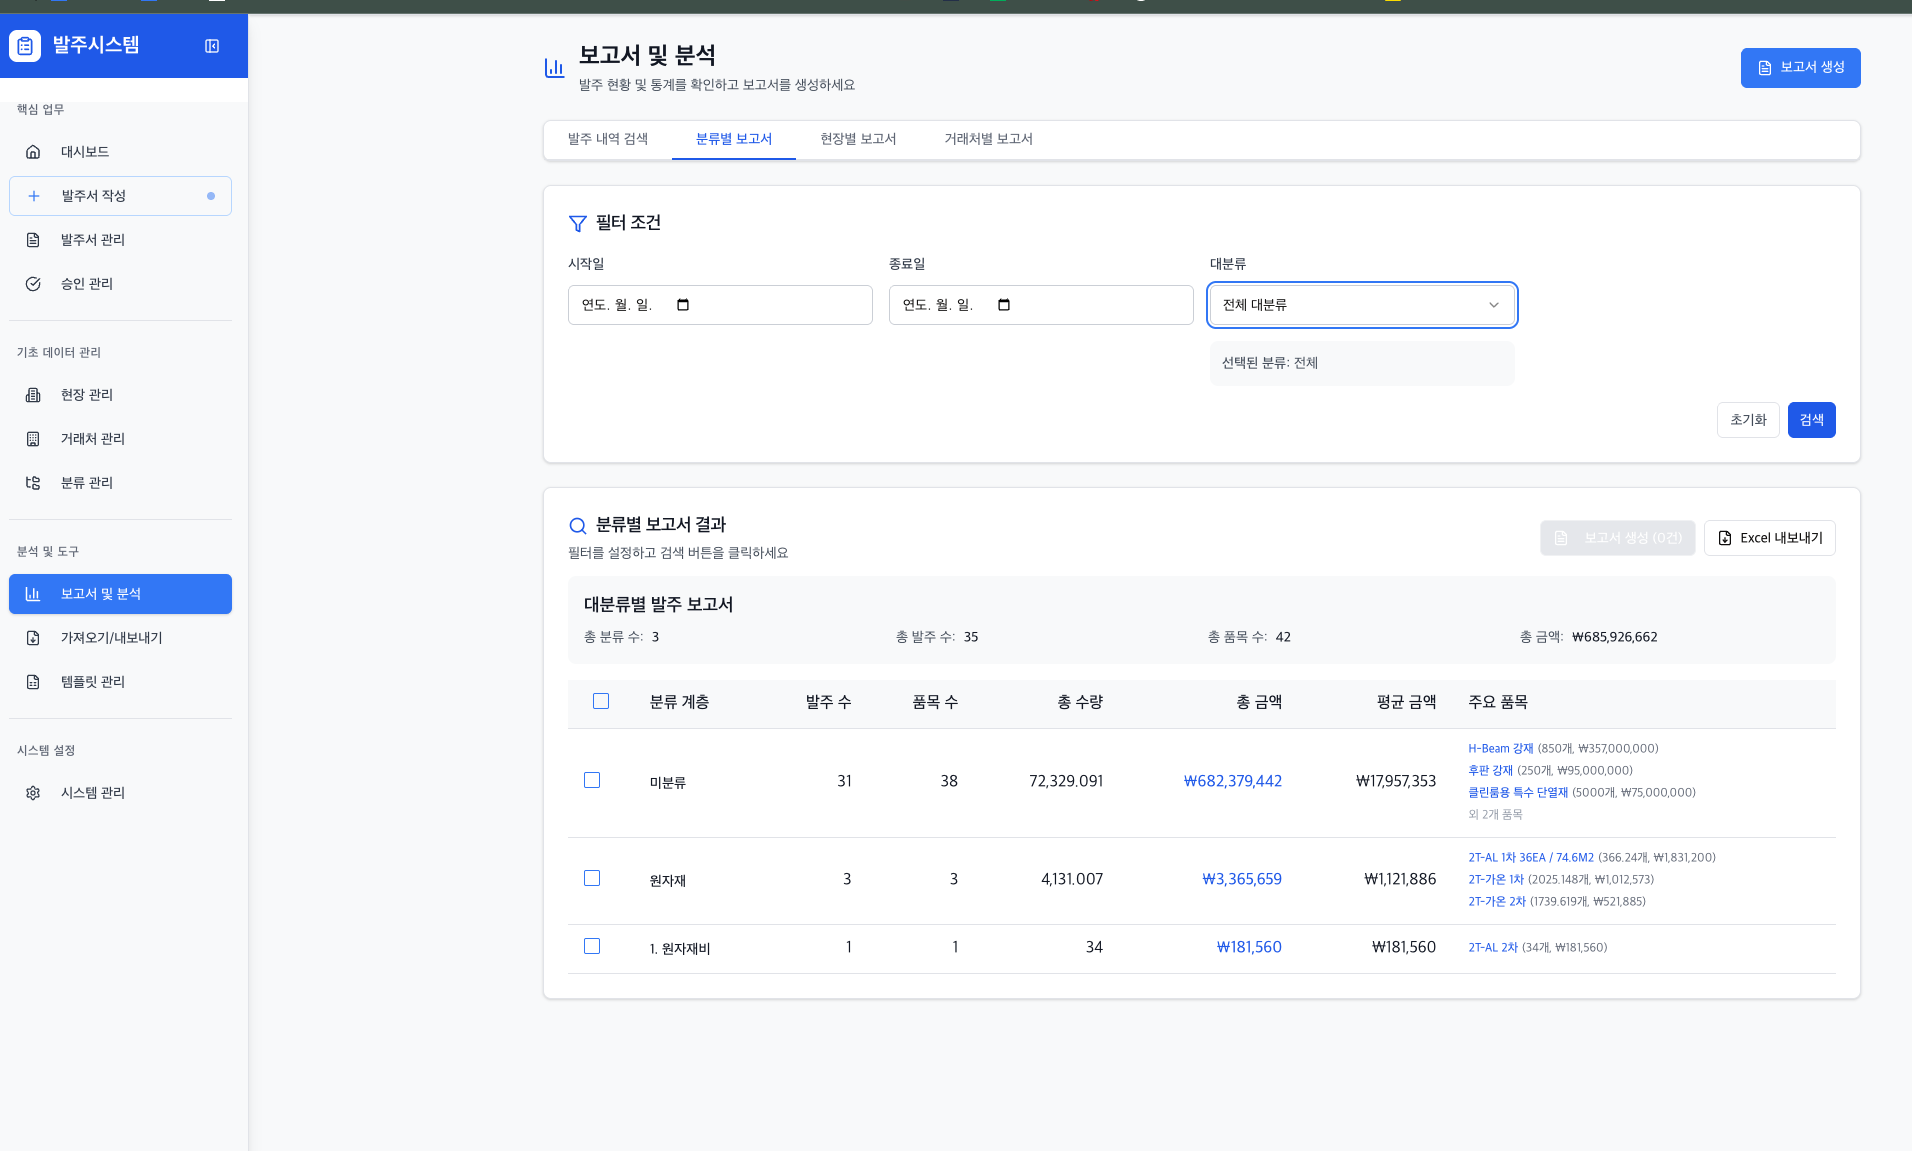 발주시스템
핵심 업무
대시보드
발주서 작성
발주서 관리
승인 관리
기초 데이터 관리
현장 관리
거래처 관리
분류 관리
분석 및 도구
보고서 및 분석
가져오기/내보내기
템플릿 관리
시스템 설정
시스템 관리
보고서 및 분석
발주 현황 및 통계를 확인하고 보고서를 생성하세요
보고서 생성
발주 내역 검색 분류별 보고서 현장별 보고서 거래처별 보고서
필터 조건
시작일 종료일 대분류
연도. 월. 일. 연도. 월. 일. 전체 대분류
선택된 분류: 전체
초기화 검색
분류별 보고서 결과
필터를 설정하고 검색 버튼을 클릭하세요
보고서 생성 (0건) Excel 내보내기
대분류별 발주 보고서
총 분류 수: 3 총 발주 수: 35 총 품목 수: 42 총 금액: ₩685,926,662
분류 계층 발주 수 품목 수 총 수량 총 금액 평균 금액 주요 품목
미분류 31 38 72,329.091 ₩682,379,442 ₩17,957,353
H-Beam 강재 (850개, ₩357,000,000)
후판 강재 (250개, ₩95,000,000)
클린룸용 특수 단열재 (5000개, ₩75,000,000)
외 2개 품목
원자재 3 3 4,131.007 ₩3,365,659 ₩1,121,886
2T-AL 1차 36EA / 74.6M2 (366.24개, ₩1,831,200)
2T-가온 1차 (2025.148개, ₩1,012,573)
2T-가온 2차 (1739.619개, ₩521,885)
1. 원자재비 1 1 34 ₩181,560 ₩181,560 2T-AL 2차 (34개, ₩181,560)